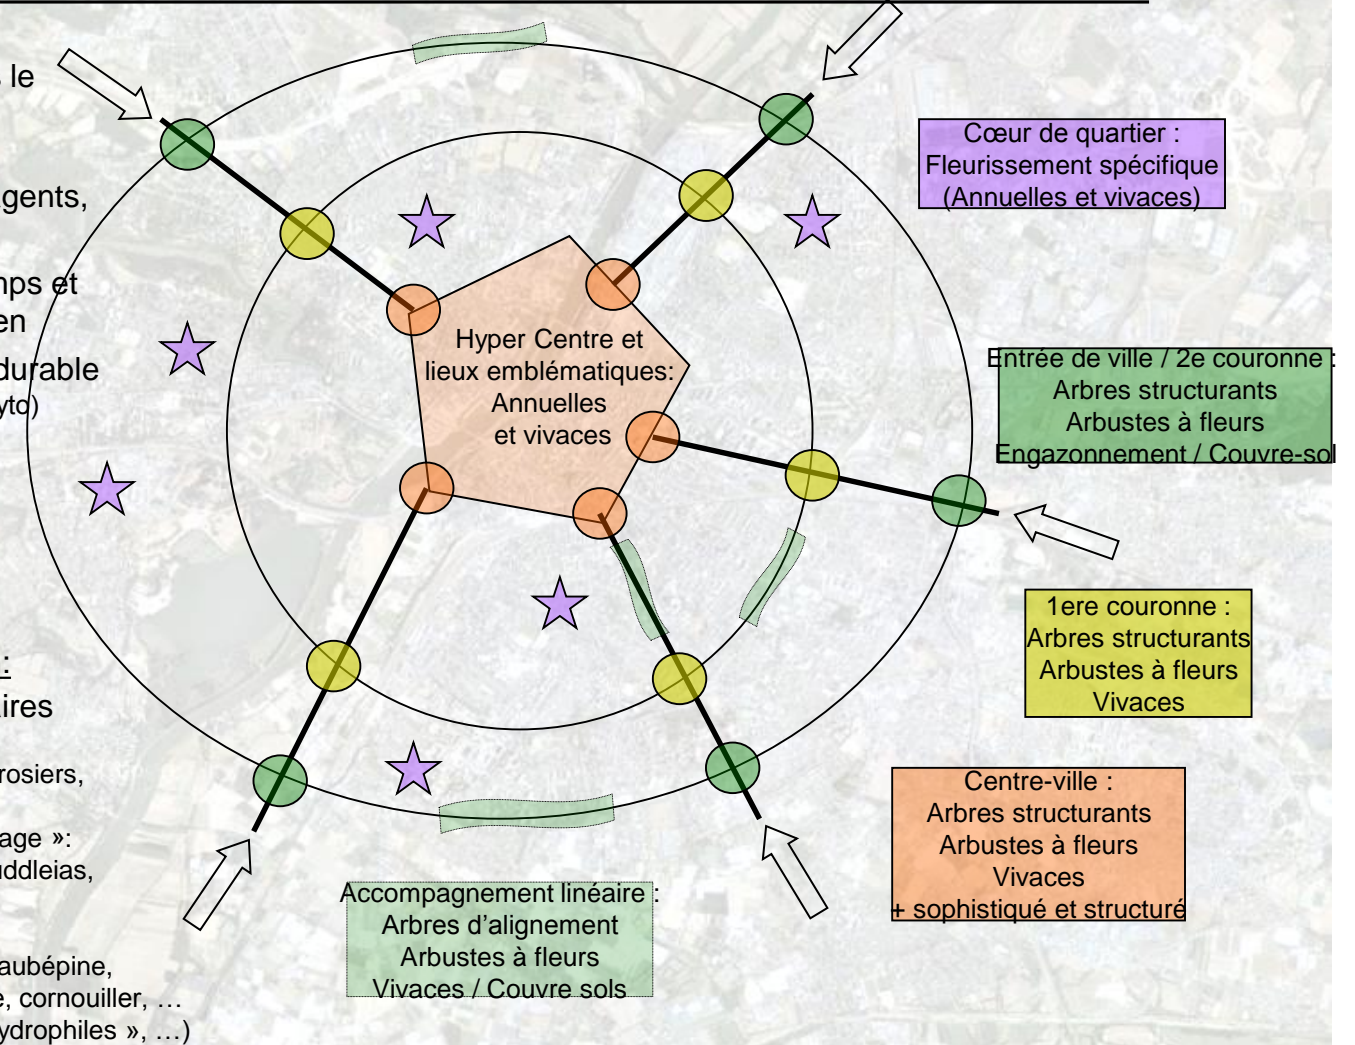 le
gents,
mps et
en
durable
yto)
:
ires
rosiers,
age »:
uddleias,
aubépine,
e, cornouiller, …
ydrophiles », …)
Hyper Centre et
lieux emblématiques:
Annuelles
et vivaces
Cœur de quartier :
Fleurissement spécifique
(Annuelles et vivaces)
Entrée de ville / 2e couronne :
Arbres structurants
Arbustes à fleurs
Engazonnement / Couvre-sol
1ere couronne :
Arbres structurants
Arbustes à fleurs
Vivaces
Centre-ville :
Arbres structurants
Arbustes à fleurs
Vivaces
+ sophistiqué et structuré
Accompagnement linéaire :
Arbres d’alignement
Arbustes à fleurs
Vivaces / Couvre sols